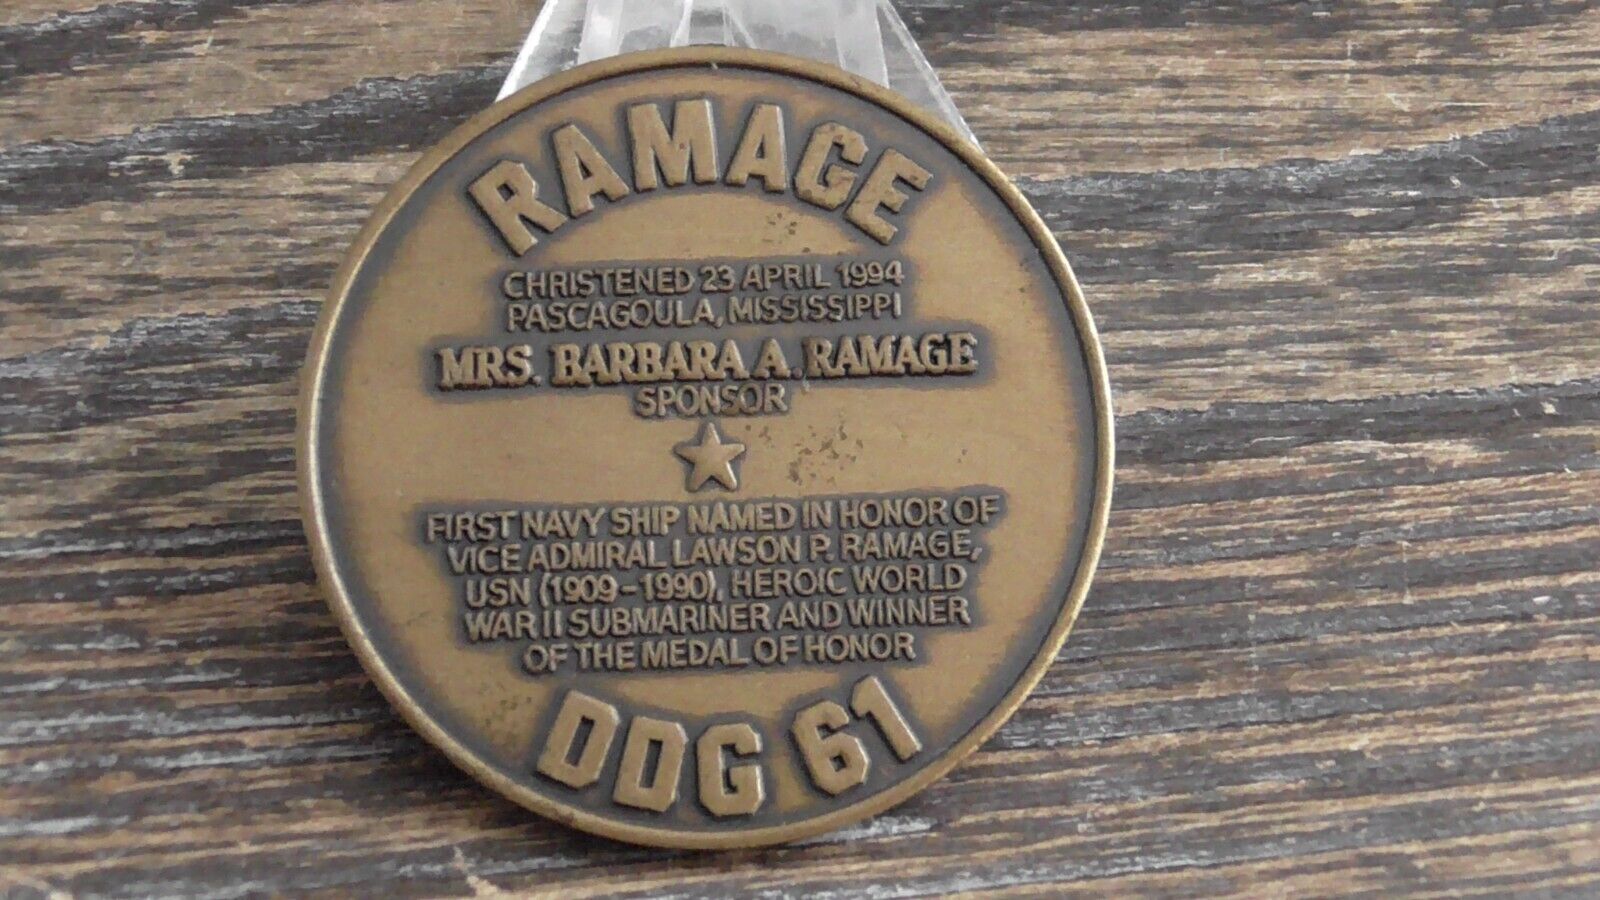 RAMAGE
CHRISTENED 23 APRIL 1994
PASCAGOULA, MISSISSIPPI
MRS. BARBARA A. RAMAGE
SPONSOR
FIRST NAVY SHIP NAMED IN HONOR OF
VICE ADMIRAL LAWSON P. RAMAGE,
USN (1909-1990), HEROIC WORLD
WAR II SUBMARINER AND WINNER
OF THE MEDAL OF HONOR
DDG 61